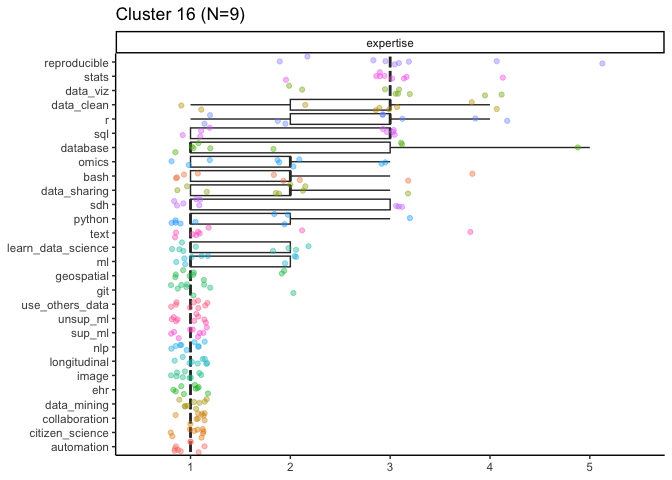 Cluster 16 (N=9)
expertise
reproducible
stats
data_viz
data_clean
r
sql
database
omics
bash
data_sharing
sdh
python
text
learn_data_science
ml
geospatial
git
use_others_data
unsup_ml
sup_ml
nlp
longitudinal
image
ehr
data_mining
collaboration
citizen_science
automation
1 2 3 4 5